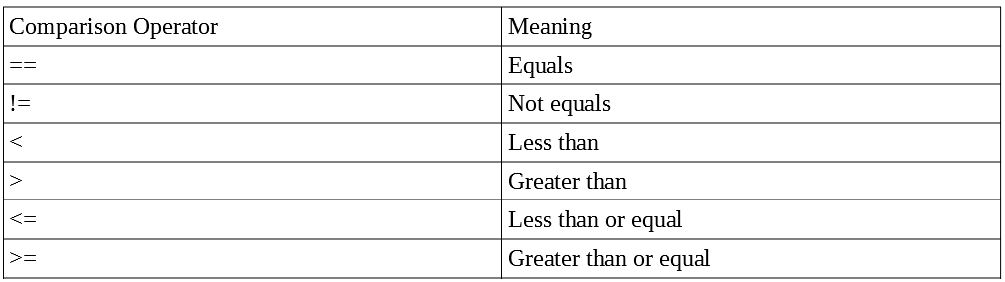 Comparison Operator Meaning
== Equals
!= Not equals
< Less than
> Greater than
<= Less than or equal
>= Greater than or equal